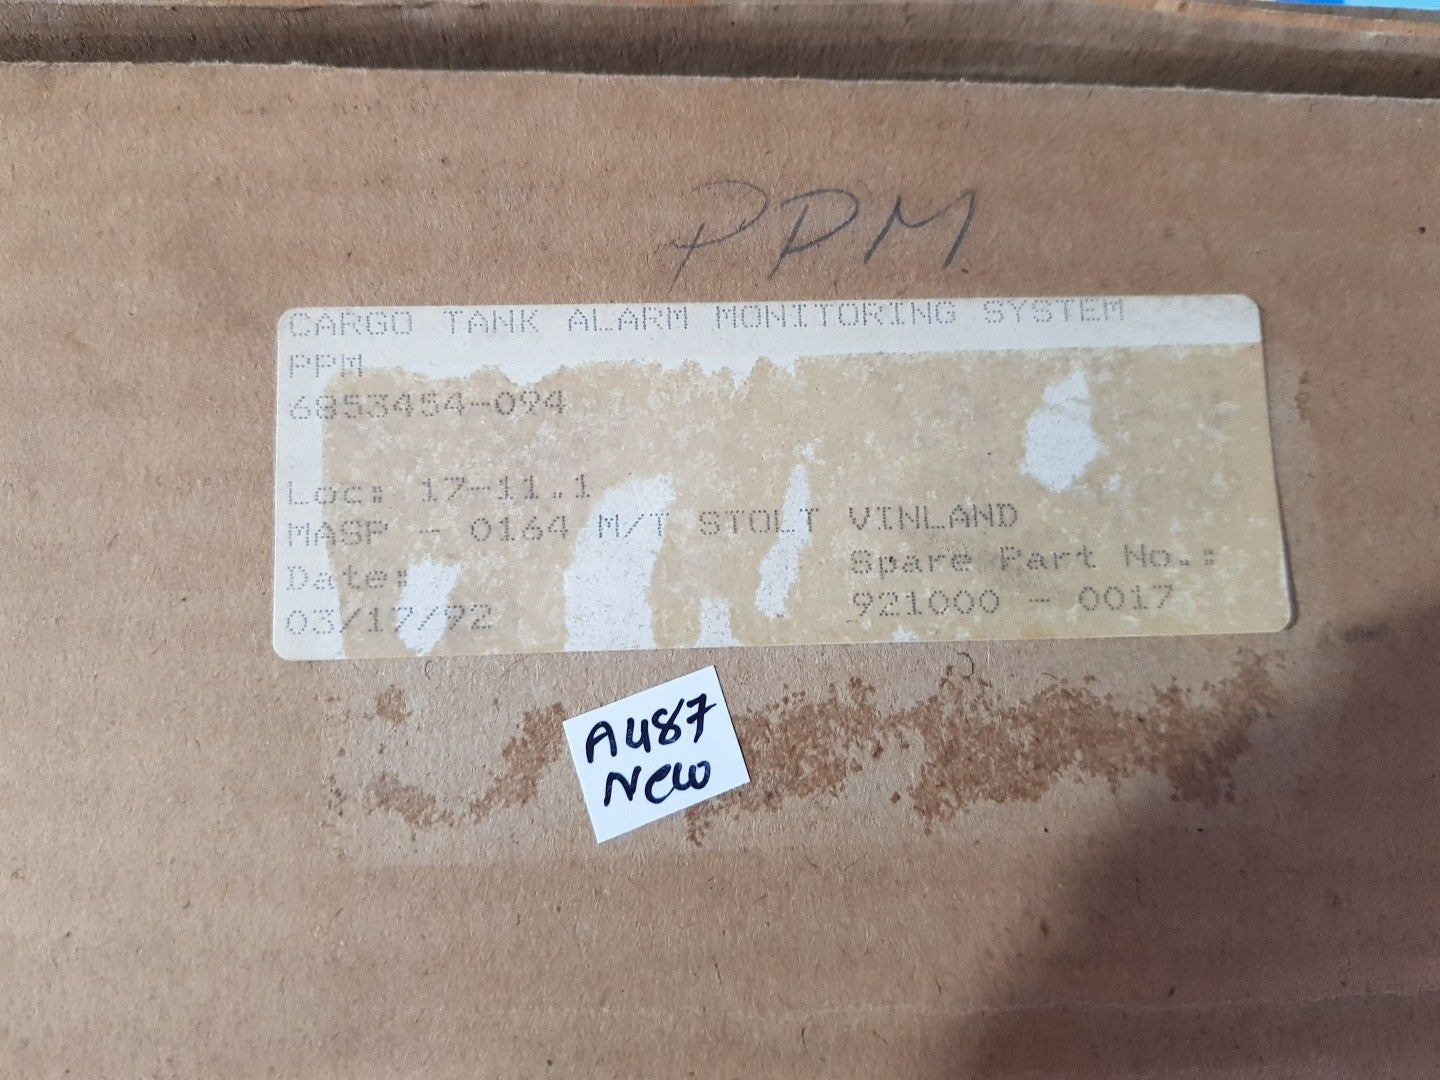 PPM
CARGO TANK ALARM MONITORING SYSTEM
PPM
6853454-094
Loc: 17-11.1
MASP - 0164 M/T STOLT VINLAND
Date:
03/17/92
Spare Part No.:
921000 - 0017
A487
New